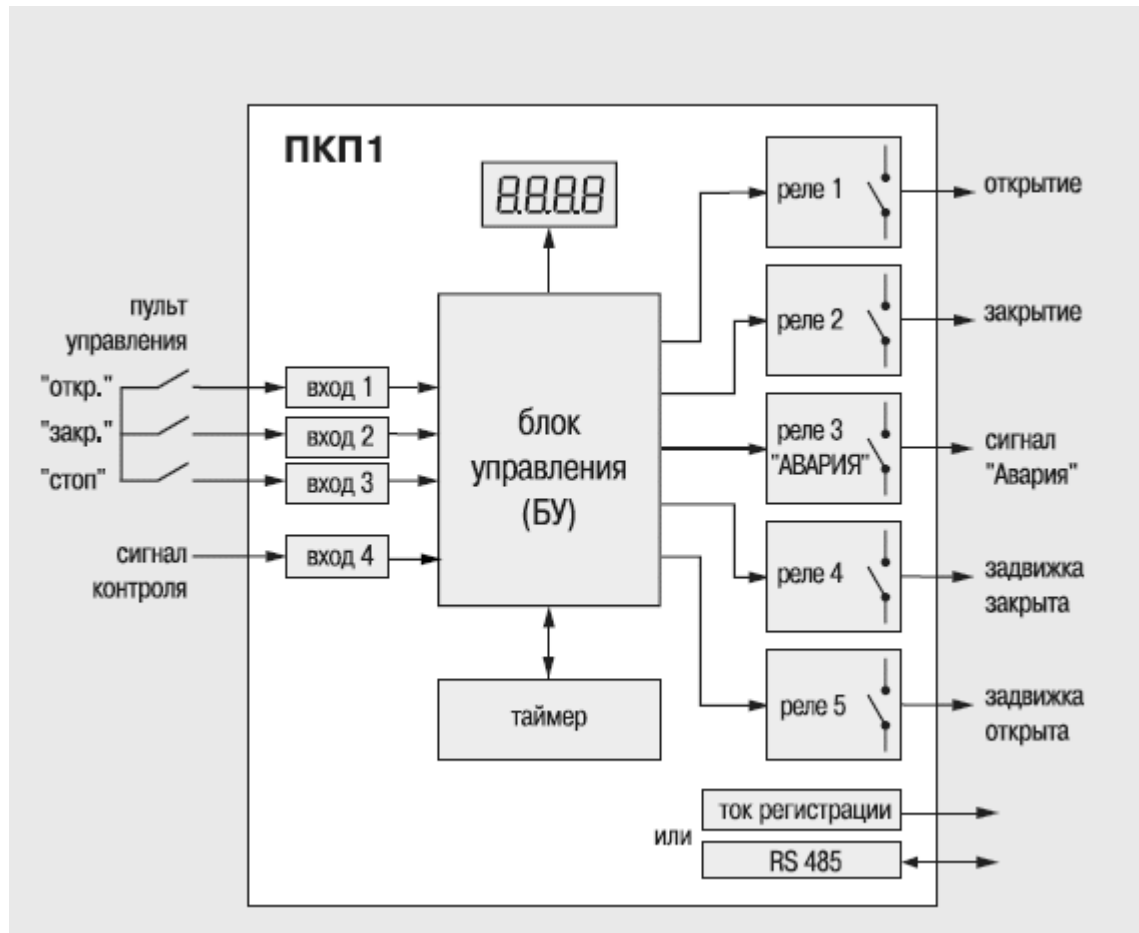 ПКП1
8.8.8.8
пульт
управления
"откр."
"закр."
"стоп"
сигнал
контроля
вход 1
вход 2
вход 3
вход 4
блок
управления
(БУ)
таймер
реле 1
реле 2
реле 3
"АВАРИЯ"
реле 4
реле 5
открытие
закрытие
сигнал
"Авария"
задвижка
закрыта
задвижка
открыта
ток регистрации
или
RS 485